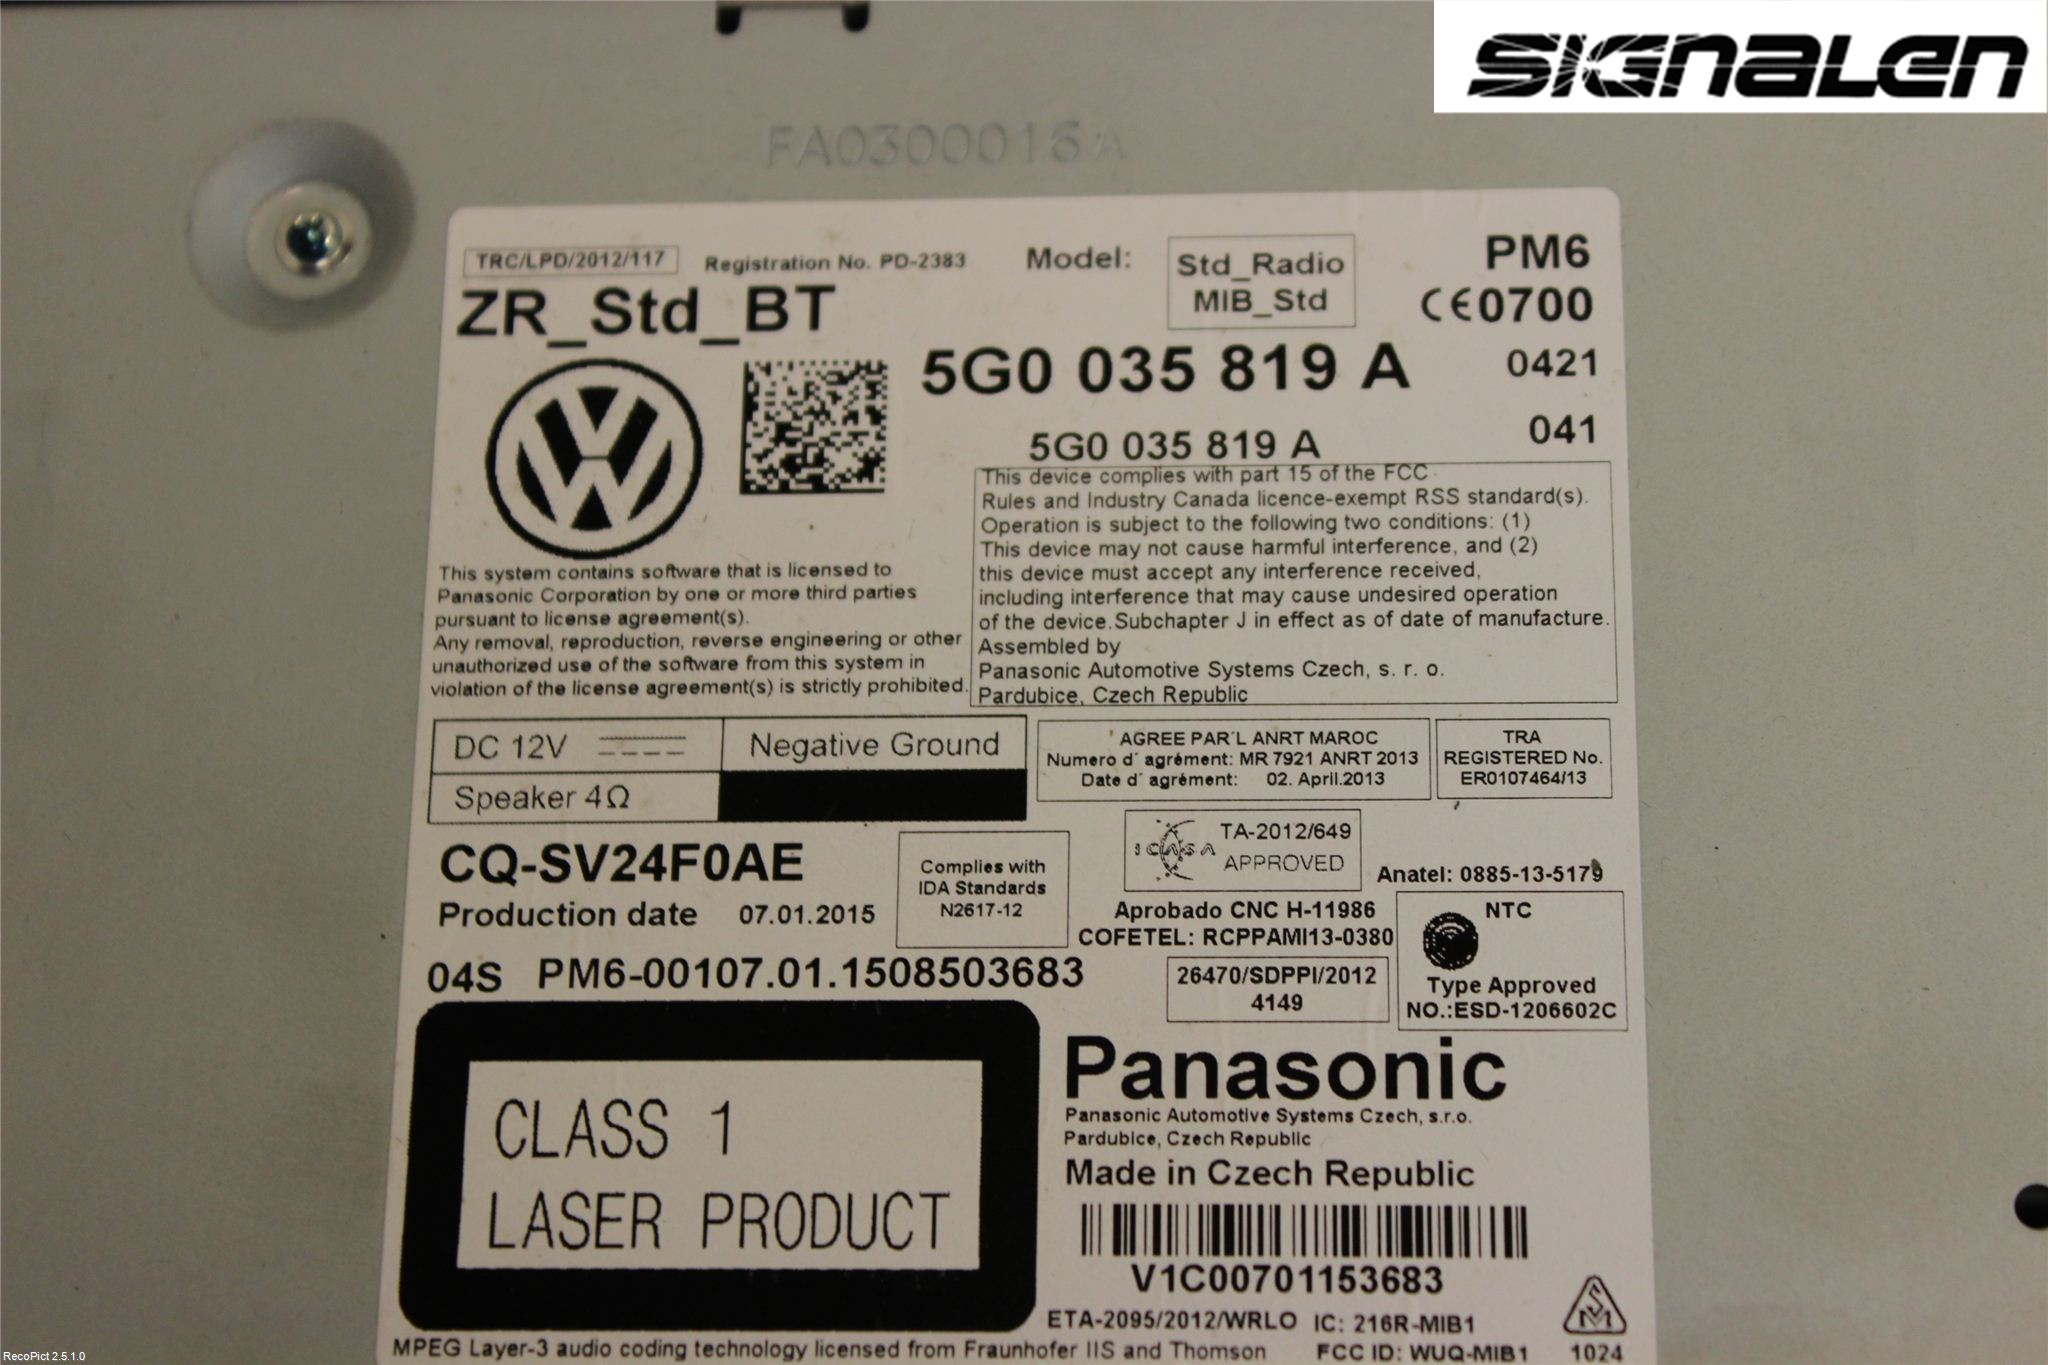 SIGNALEN
FA0300016A
TRC/LPD/2012/117
Registration No. PD-2383
Model:
Std_Radio
MIB_Std
PM6
CE0700
ZR_Std_BT
5G0 035 819 A
0421
5G0 035 819 A
041
This device complies with part 15 of the FCC
Rules and Industry Canada licence-exempt RSS standard(s).
Operation is subject to the following two conditions: (1)
This device may not cause harmful interference, and (2)
this device must accept any interference received,
including interference that may cause undesired operation
of the device.Subchapter J in effect as of date of manufacture.
Assembled by
Panasonic Automotive Systems Czech, s. r. o.
Pardubice, Czech Republic
This system contains software that is licensed to
Panasonic Corporation by one or more third parties
pursuant to license agreement(s).
Any removal, reproduction, reverse engineering or other
unauthorized use of the software from this system in
violation of the license agreement(s) is strictly prohibited.
DC 12V
Negative Ground
Speaker 4Ω
AGREE PAR´L ANRT MAROC
Numero d´ agrément: MR 7921 ANRT 2013
Date d´ agrément: 02. April.2013
TRA
REGISTERED No.
ER0107464/13
CQ-SV24F0AE
Production date 07.01.2015
Complies with
IDA Standards
N2617-12
ICASA
TA-2012/649
APPROVED
Anatel: 0885-13-5179
Aprobado CNC H-11986
COFETEL: RCPPAMI13-0380
NTC
Type Approved
NO.:ESD-1206602C
04S PM6-00107.01.1508503683
26470/SDPPI/2012
4149
CLASS 1
LASER PRODUCT
Panasonic
Panasonic Automotive Systems Czech, s.r.o.
Pardubice, Czech Republic
Made in Czech Republic
V1C00701153683
ETA-2095/2012/WRLO IC: 216R-MIB1
MPEG Layer-3 audio coding technology licensed from Fraunhofer IIS and Thomson
FCC ID: WUQ-MIB1
1024
RecoPict 2.5.1.0